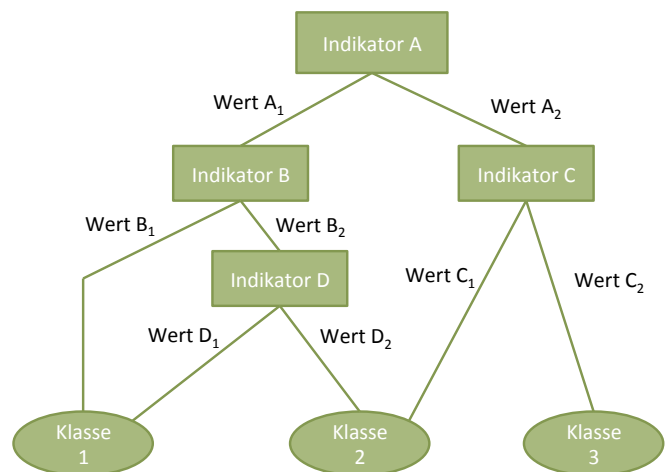 Indikator A
Wert A₁
Wert A₂
Indikator B
Indikator C
Wert B₁
Wert B₂
Indikator D
Wert C₁
Wert C₂
Wert D₁
Wert D₂
Klasse
1
Klasse
2
Klasse
3